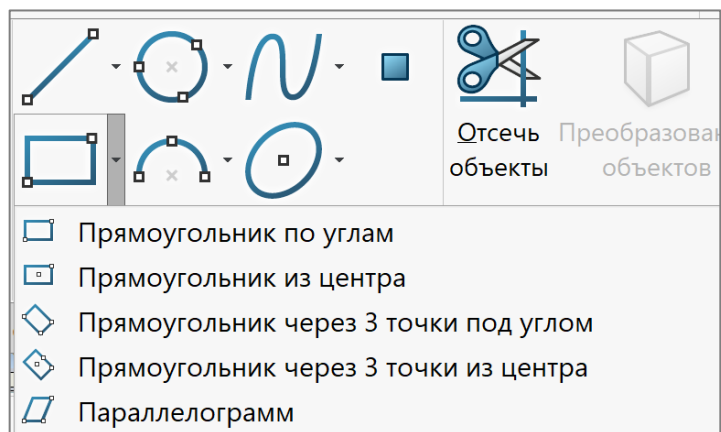 Отсечь
объекты
объектов
Прямоугольник по углам
Прямоугольник из центра
Прямоугольник через 3 точки под углом
Прямоугольник через 3 точки из центра
Параллелограмм